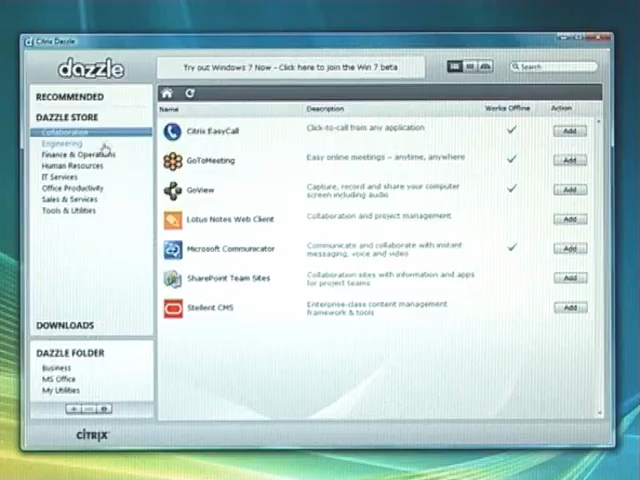 Citrix Dazzle
dazzle
Try out Windows 7 Now - Click here to join the Win 7 beta
Search
RECOMMENDED
DAZZLE STORE
Collaboration
Engineering
Finance & Operations
Human Resources
IT Services
Office Productivity
Sales & Services
Tools & Utilities
DOWNLOADS
DAZZLE FOLDER
Business
MS Office
My Utilities
CITRIX
Name Description Works Offline Action
Citrix EasyCall Click-to-call from any application Add
GoToMeeting Easy online meetings – anytime, anywhere Add
GoView Capture, record and share your computer
screen including audio Add
Lotus Notes Web Client Collaboration and project management Add
Microsoft Communicator Communicate and collaborate with instant
messaging, voice and video Add
SharePoint Team Sites Collaboration sites with information and apps
for project teams Add
Stellent CMS Enterprise-class content management
framework & tools Add